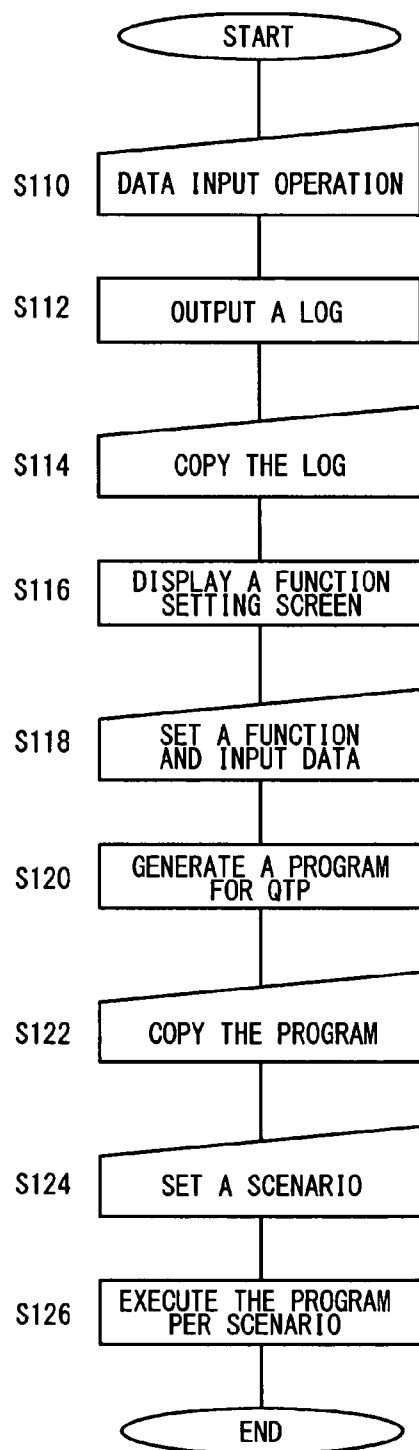 START
S110 DATA INPUT OPERATION
S112 OUTPUT A LOG
S114 COPY THE LOG
S116 DISPLAY A FUNCTION
SETTING SCREEN
S118 SET A FUNCTION
AND INPUT DATA
S120 GENERATE A PROGRAM
FOR QTP
S122 COPY THE PROGRAM
S124 SET A SCENARIO
S126 EXECUTE THE PROGRAM
PER SCENARIO
END